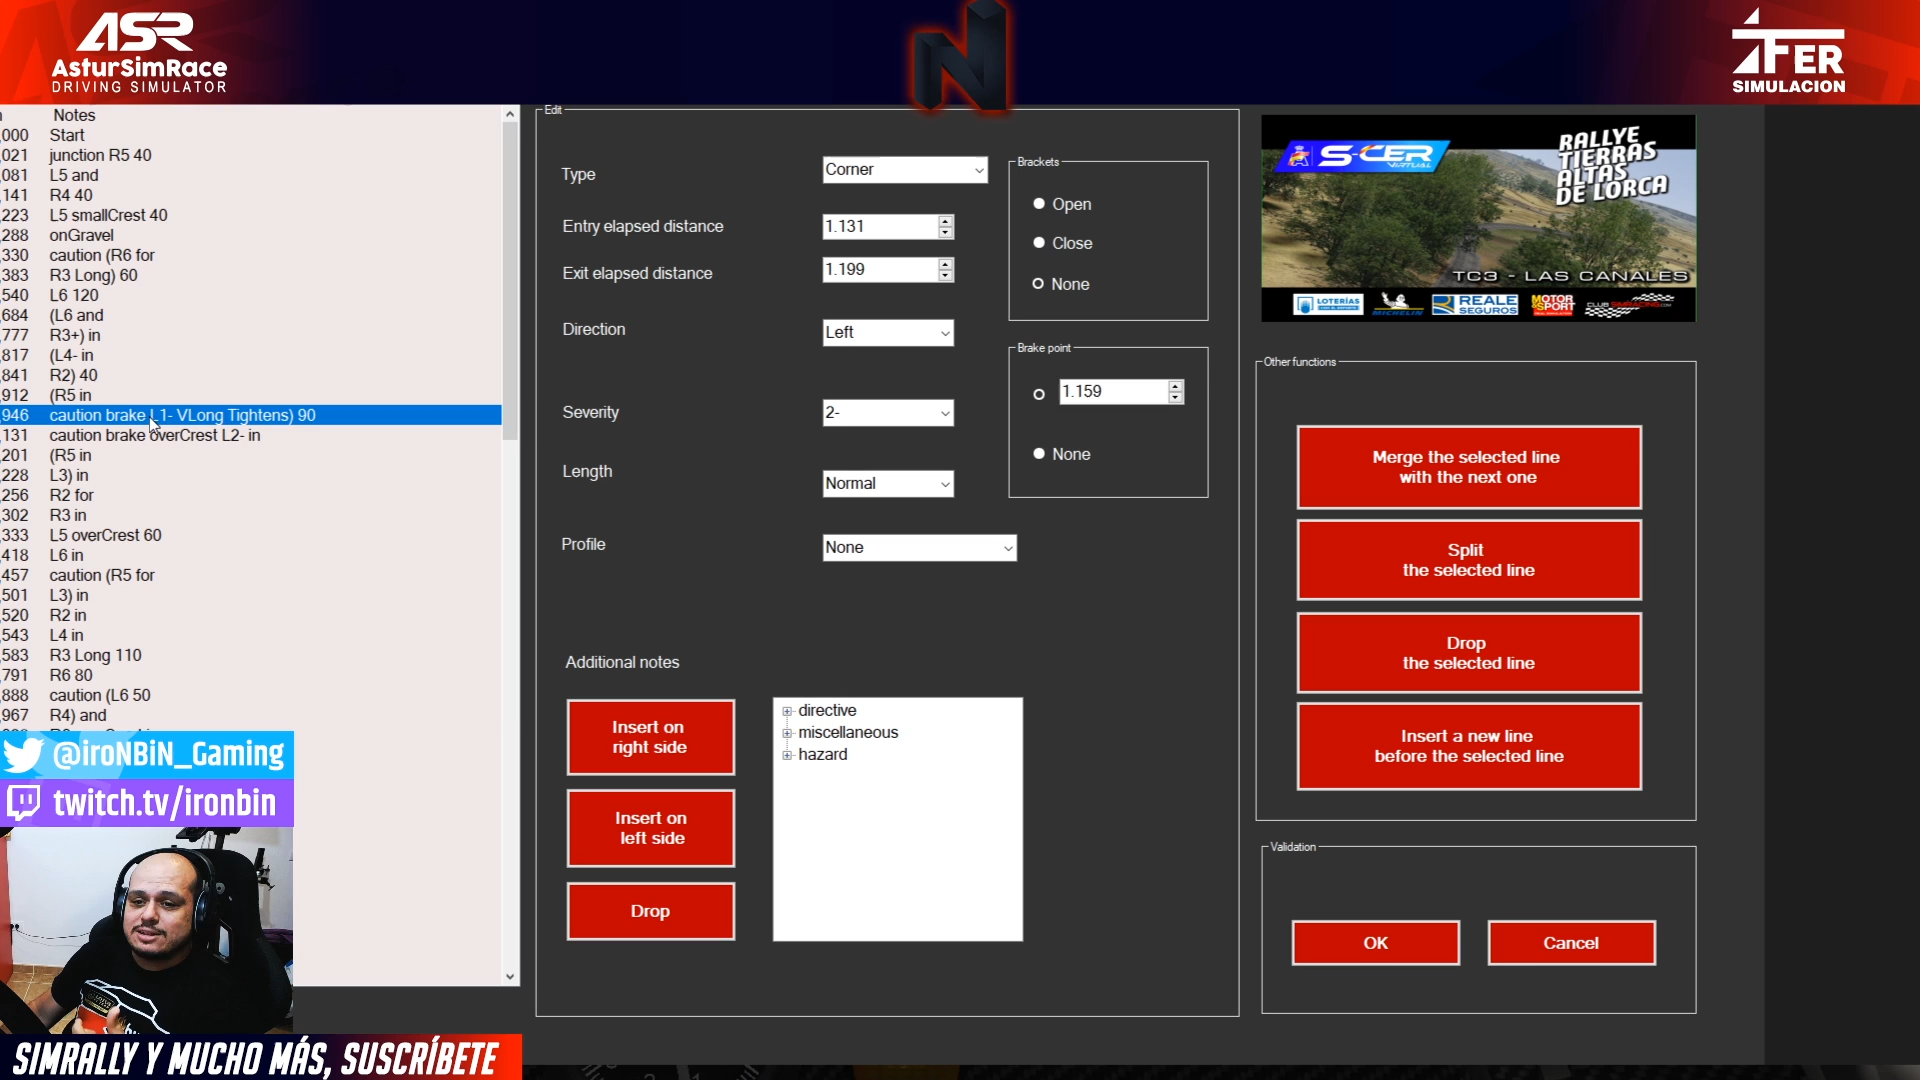 ASR
AsturSimRace
DRIVING SIMULATOR
N
FER
SIMULACION
Notes
,000 Start
,021 junction R5 40
,081 L5 and
,141 R4 40
,223 L5 smallCrest 40
,288 onGravel
,330 caution (R6 for
,383 R3 Long) 60
,540 L6 120
,684 (L6 and
,777 R3+) in
,817 (L4- in
,841 R2) 40
,912 (R5 in
,946 caution brake L1- VLong Tightens) 90
,131 caution brake overCrest L2- in
,201 (R5 in
,228 L3) in
,256 R2 for
,302 R3 in
,333 L5 overCrest 60
,418 L6 in
,457 caution (R5 for
,501 L3) in
,520 R2 in
,543 L4 in
,583 R3 Long 110
,791 R6 80
,888 caution (L6 50
,967 R4) and
@iroNBiN_Gaming
twitch.tv/ironbin
SIMRALLY Y MUCHO MÁS, SUSCRÍBETE
Edit
Type
Corner
Entry elapsed distance
1.131
Exit elapsed distance
1.199
Direction
Left
Severity
2-
Length
Normal
Profile
None
Brackets
Open
Close
None
Brake point
1.159
None
Additional notes
Insert on
right side
Insert on
left side
Drop
directive
miscellaneous
hazard
S-CER
VIRTUAL
RALLYE
TIERRAS
ALTAS
DE LORCA
TC3 - LAS CANALES
LOTERÍAS
MICHELIN
REALE
SEGUROS
MOTOR
SPORT
CLUB SIMRACING
Other functions
Merge the selected line
with the next one
Split
the selected line
Drop
the selected line
Insert a new line
before the selected line
Validation
OK
Cancel